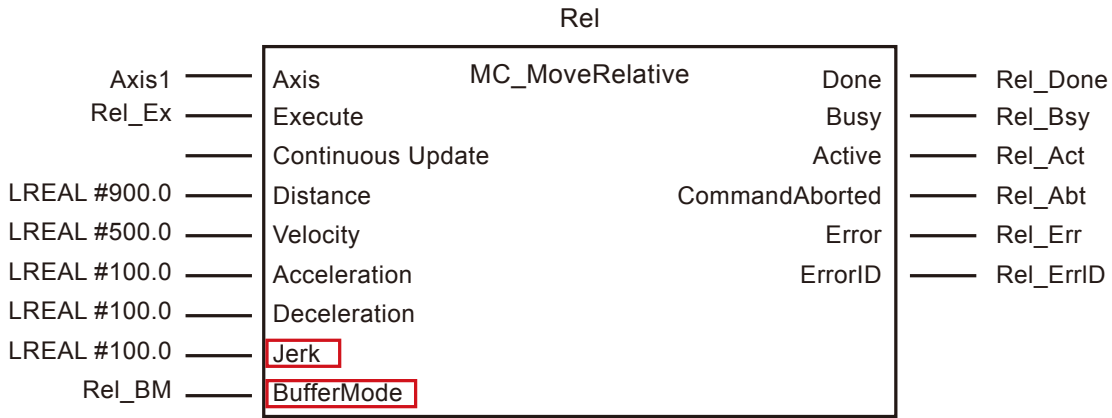 Rel
Axis1 Axis MC_MoveRelative Done Rel_Done
Rel_Ex Execute Busy Rel_Bsy
Continuous Update Active Rel_Act
LREAL #900.0 Distance CommandAborted Rel_Abt
LREAL #500.0 Velocity Error Rel_Err
LREAL #100.0 Acceleration ErrorID Rel_ErrID
LREAL #100.0 Deceleration
LREAL #100.0 Jerk
Rel_BM BufferMode